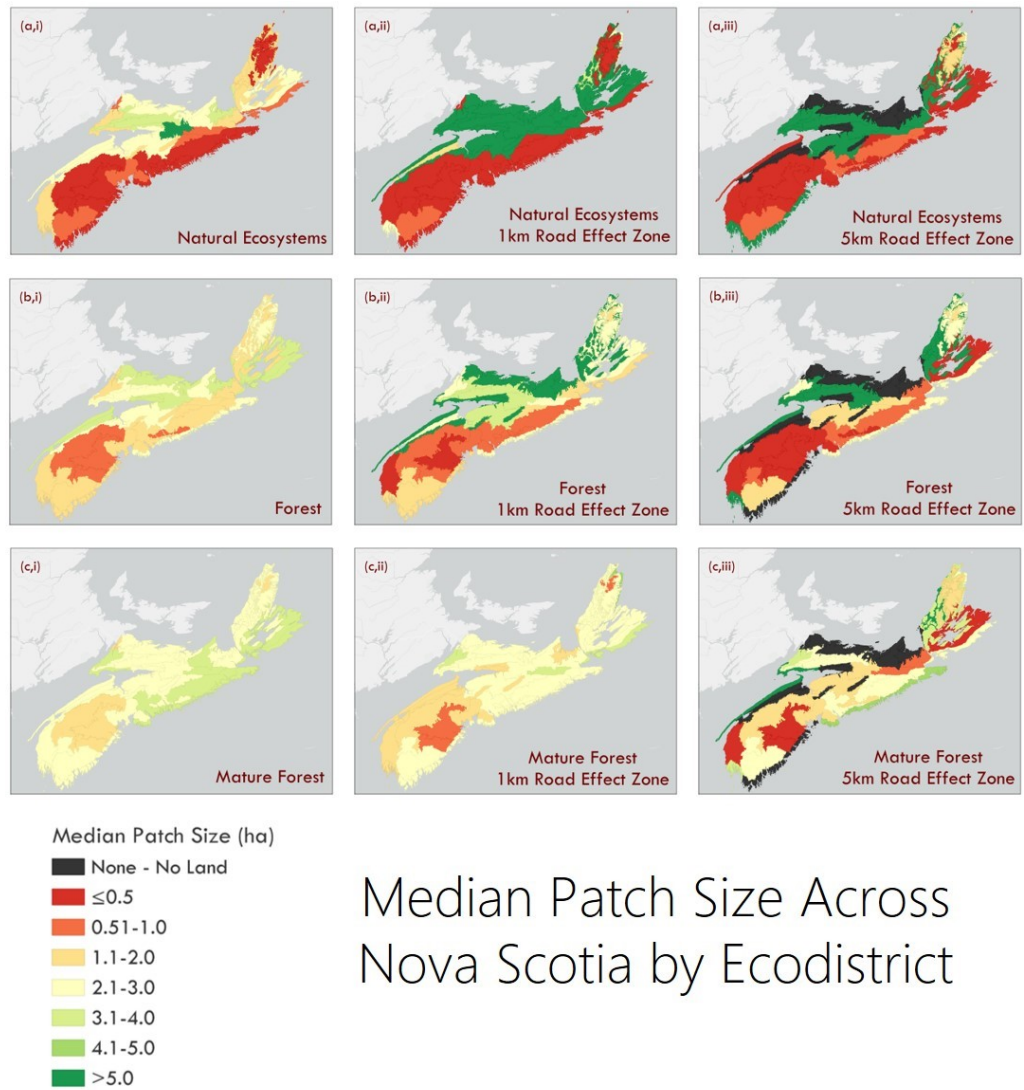 (a,i)
Natural Ecosystems
(a,ii)
Natural Ecosystems
1km Road Effect Zone
(a,iii)
Natural Ecosystems
5km Road Effect Zone
(b,i)
Forest
(b,ii)
Forest
1km Road Effect Zone
(b,iii)
Forest
5km Road Effect Zone
(c,i)
Mature Forest
(c,ii)
Mature Forest
1km Road Effect Zone
(c,iii)
Mature Forest
5km Road Effect Zone
Median Patch Size (ha)
None - No Land
≤0.5
0.51-1.0
1.1-2.0
2.1-3.0
3.1-4.0
4.1-5.0
>5.0
Median Patch Size Across
Nova Scotia by Ecodistrict